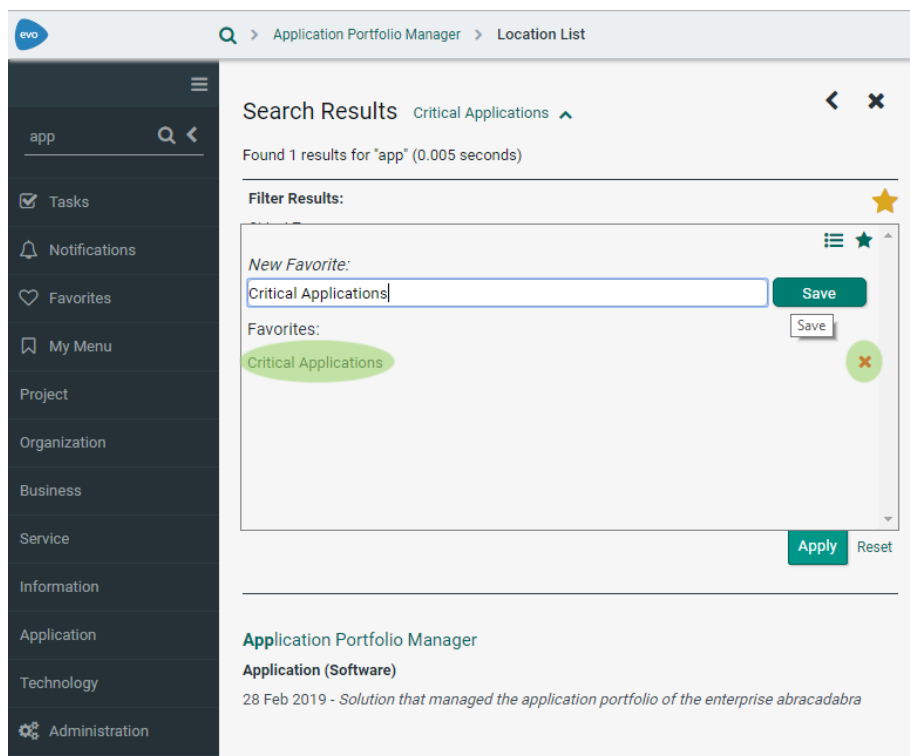 evo
> Application Portfolio Manager > Location List
app
Tasks
Notifications
Favorites
My Menu
Project
Organization
Business
Service
Information
Application
Technology
Administration
Search Results Critical Applications
Found 1 results for "app" (0.005 seconds)
Filter Results:
New Favorite:
Critical Applications
Save
Save
Favorites:
Critical Applications
Apply Reset
Application Portfolio Manager
Application (Software)
28 Feb 2019 - Solution that managed the application portfolio of the enterprise abracadabra